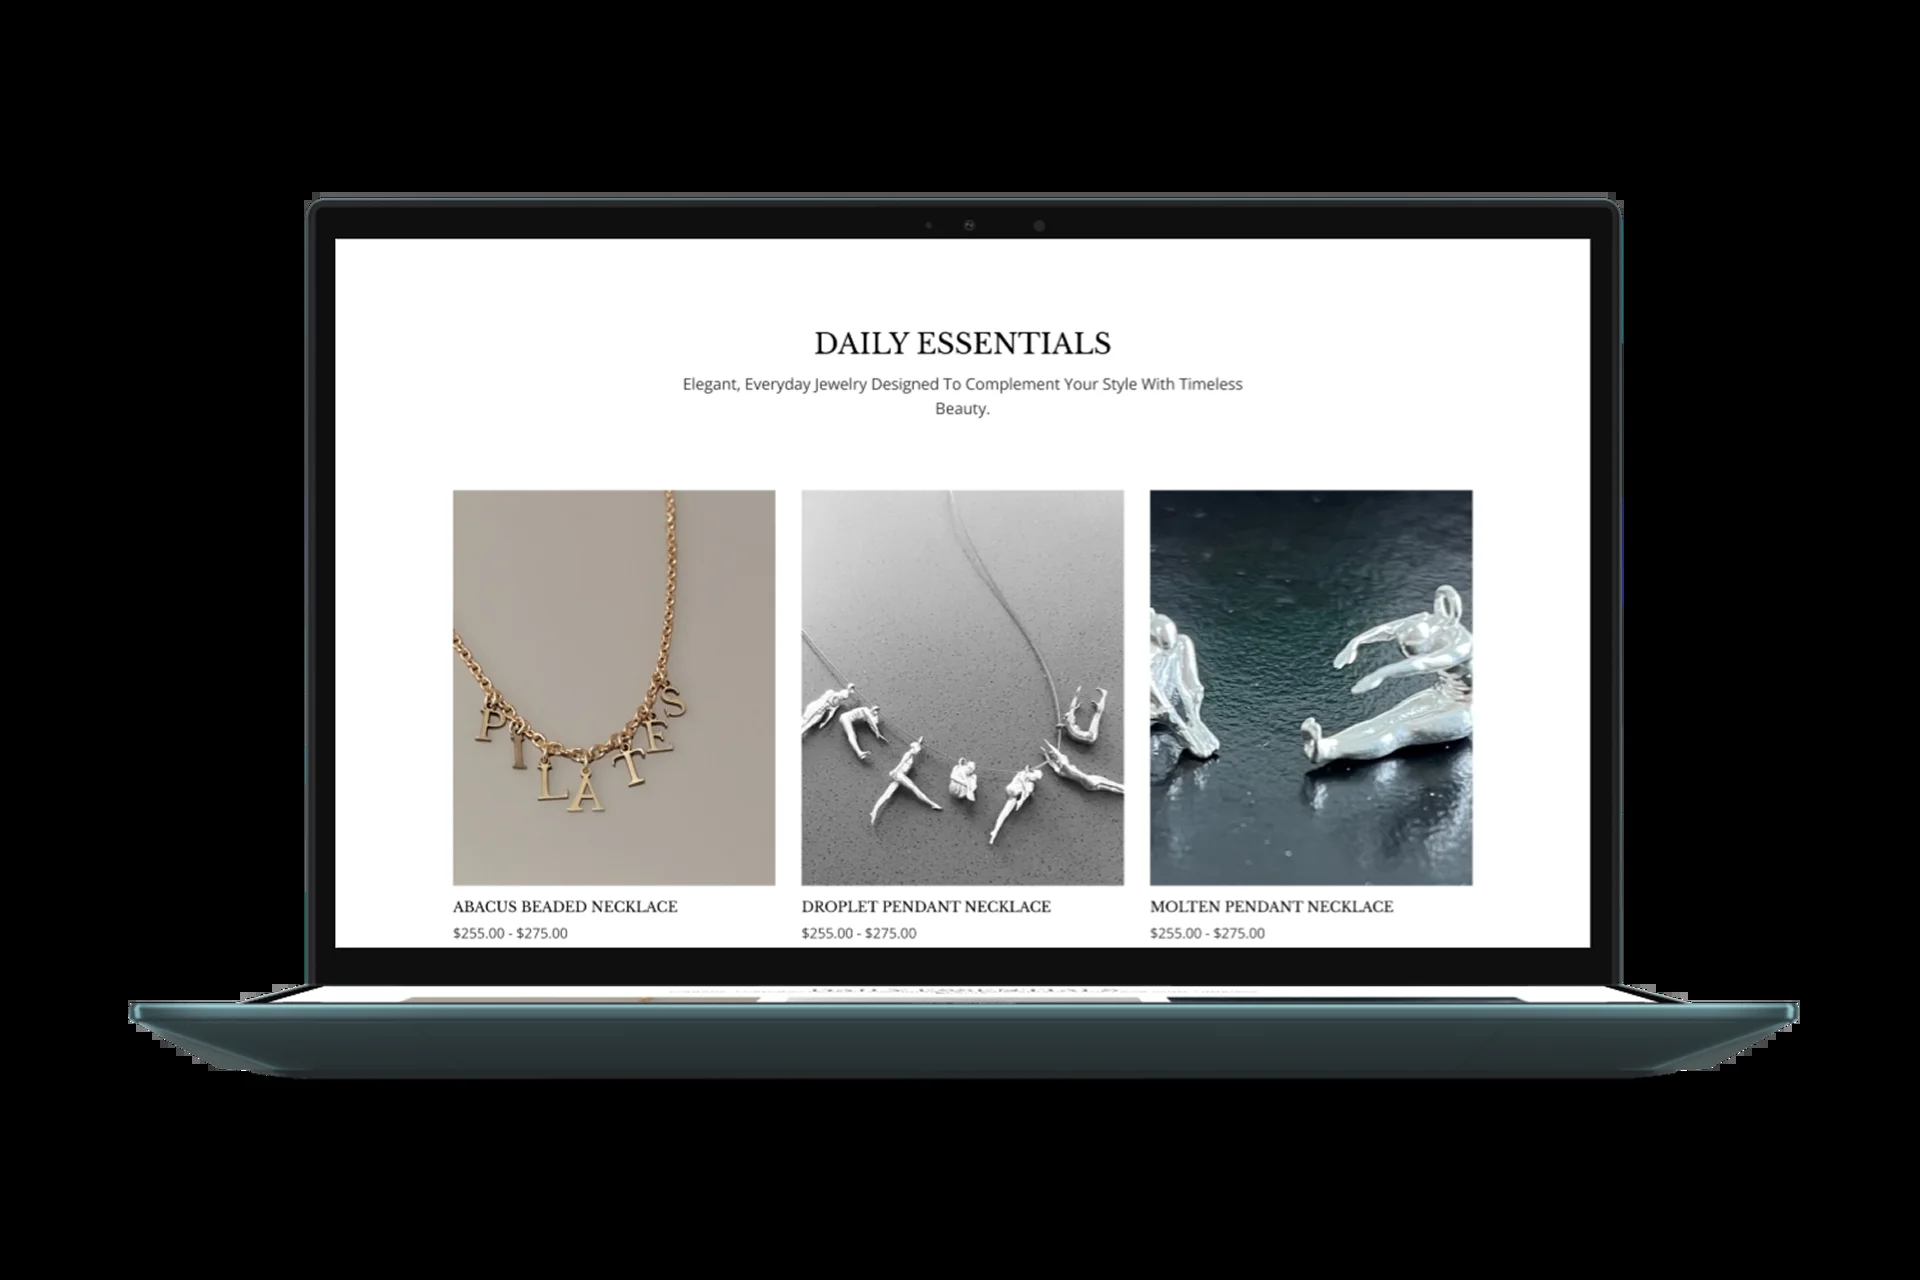 DAILY ESSENTIALS
Elegant, Everyday Jewelry Designed To Complement Your Style With Timeless
Beauty.
PILATES
ABACUS BEADED NECKLACE
DROPLET PENDANT NECKLACE
MOLTEN PENDANT NECKLACE
$255.00 - $275.00
$255.00 - $275.00
$255.00 - $275.00